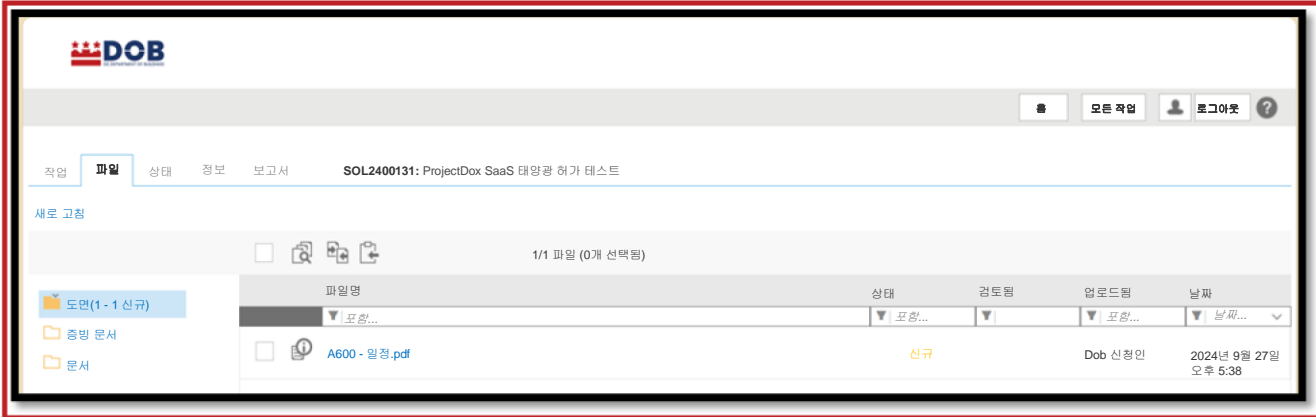 DOB
홈 모든 작업 로그아웃 ?
작업 파일 상태 정보 보고서 SOL2400131: ProjectDox SaaS 태양광 허가 테스트
새로 고침
1/1 파일 (0개 선택됨)
파일명 상태 검토됨 업로드됨 날짜
포함... 포함... 포함... 날짜...
도면(1 - 1 신규)
증빙 문서
문서
A600 - 일정.pdf 신규 Dob 신청인 2024년 9월 27일
오후 5:38